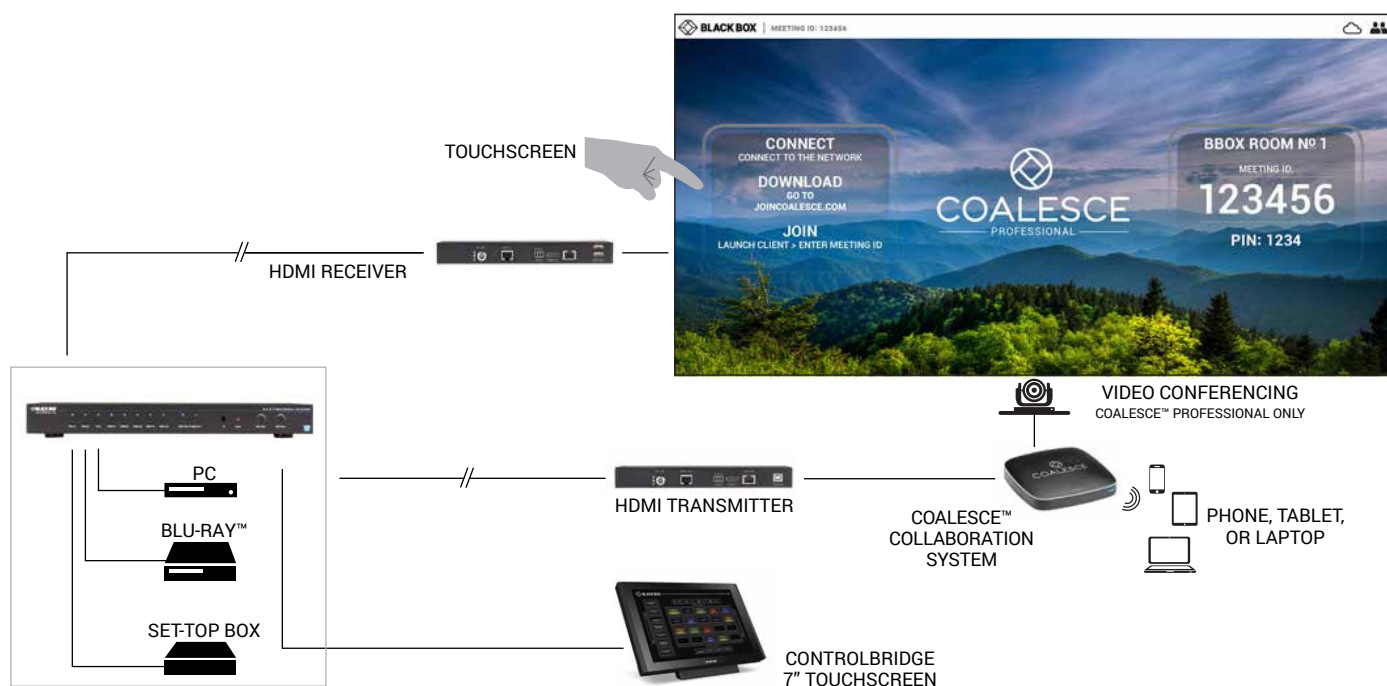 BLACK BOX
MEETING ID: 123456
TOUCHSCREEN
CONNECT
CONNECT TO THE NETWORK
DOWNLOAD
GO TO
JOINCOALESCE.COM
JOIN
LAUNCH CLIENT > ENTER MEETING ID
COALESCE
PROFESSIONAL
BBOX ROOM Nº 1
MEETING ID.
123456
PIN: 1234
HDMI RECEIVER
VIDEO CONFERENCING
COALESCE™ PROFESSIONAL ONLY
PC
BLU-RAY™
SET-TOP BOX
HDMI TRANSMITTER
COALESCE
COALESCE™
COLLABORATION
SYSTEM
PHONE, TABLET,
OR LAPTOP
CONTROLBRIDGE
7” TOUCHSCREEN